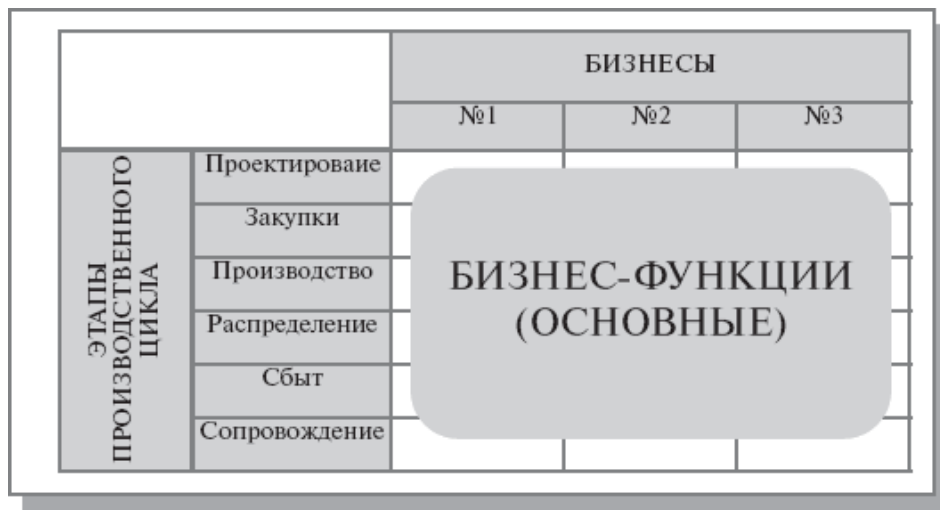 БИЗНЕСЫ
№1 №2 №3
ЭТАПЫ
ПРОИЗВОДСТВЕННОГО
ЦИКЛА
Проектироваие
Закупки
Производство
Распределение
Сбыт
Сопровождение
БИЗНЕС-ФУНКЦИИ
(ОСНОВНЫЕ)